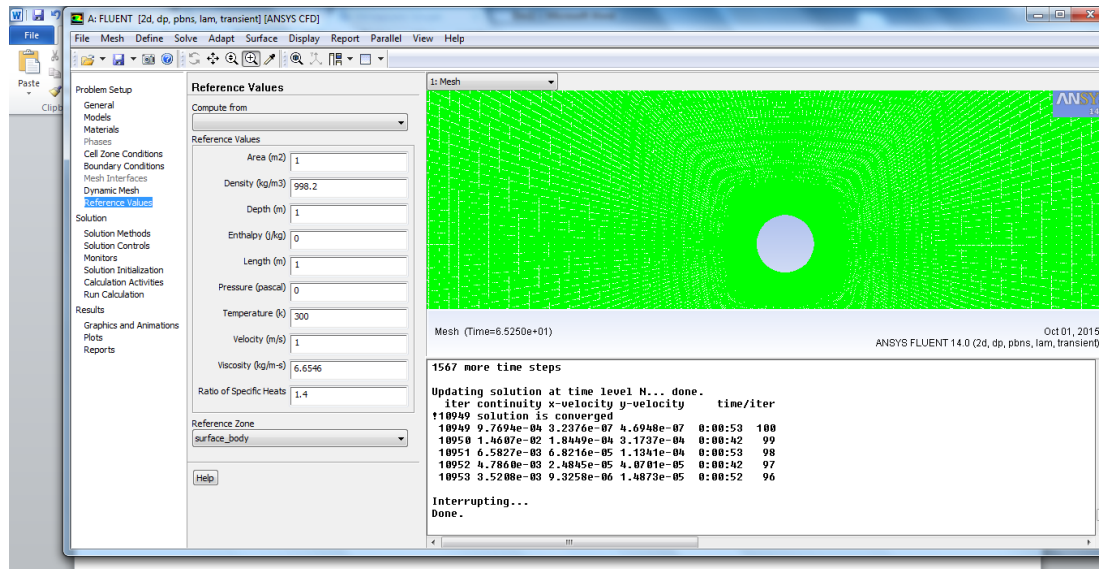 A: FLUENT [2d, dp, pbns, lam, transient] [ANSYS CFD]
File
File Mesh Define Solve Adapt Surface Display Report Parallel View Help
Paste
Problem Setup
General
Models
Materials
Phases
Cell Zone Conditions
Boundary Conditions
Mesh Interfaces
Dynamic Mesh
Reference Values
Solution
Solution Methods
Solution Controls
Monitors
Solution Initialization
Calculation Activities
Run Calculation
Results
Graphics and Animations
Plots
Reports
Reference Values
Compute from
Reference Values
Area (m2) 1
Density (kg/m3) 998.2
Depth (m) 1
Enthalpy (j/kg) 0
Length (m) 1
Pressure (pascal) 0
Temperature (k) 300
Velocity (m/s) 1
Viscosity (kg/m-s) 6.6546
Ratio of Specific Heats 1.4
Reference Zone
surface_body
Help
1: Mesh
ANSY
14
Mesh (Time=6.5250e+01)
Oct 01, 2015
ANSYS FLUENT 14.0 (2d, dp, pbns, lam, transient)
1567 more time steps
Updating solution at time level N... done.
iter continuity x-velocity y-velocity time/iter
!10949 solution is converged
10949 9.7694e-04 3.2376e-07 4.6948e-07 0:00:53 100
10950 1.4607e-02 1.8449e-04 3.1737e-04 0:00:42 99
10951 6.5827e-03 6.8216e-05 1.1341e-04 0:00:53 98
10952 4.7860e-03 2.4845e-05 4.0701e-05 0:00:42 97
10953 3.5208e-03 9.3258e-06 1.4873e-05 0:00:52 96
Interrupting...
Done.